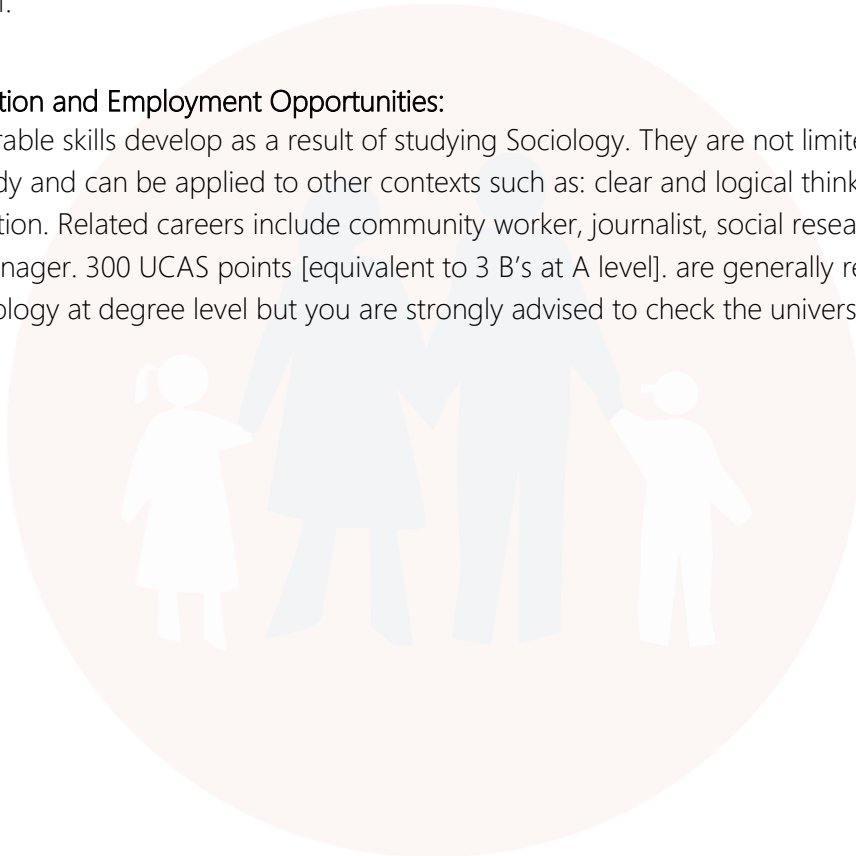 tion and Employment Opportunities:
rable skills develop as a result of studying Sociology. They are not limite
dy and can be applied to other contexts such as: clear and logical think
tion. Related careers include community worker, journalist, social resea
nager. 300 UCAS points [equivalent to 3 B’s at A level]. are generally re
ology at degree level but you are strongly advised to check the univers